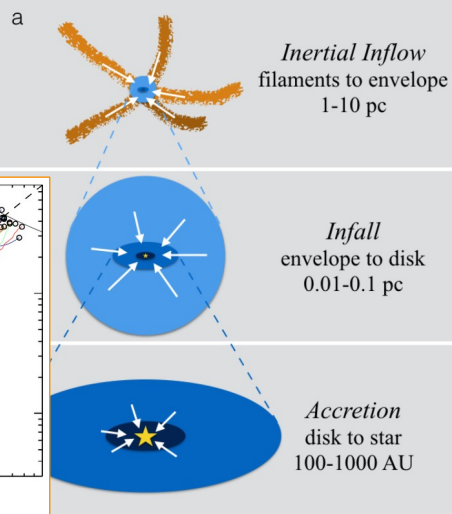 a
Inertial Inflow
filaments to envelope
1-10 pc
Infall
envelope to disk
0.01-0.1 pc
Accretion
disk to star
100-1000 AU